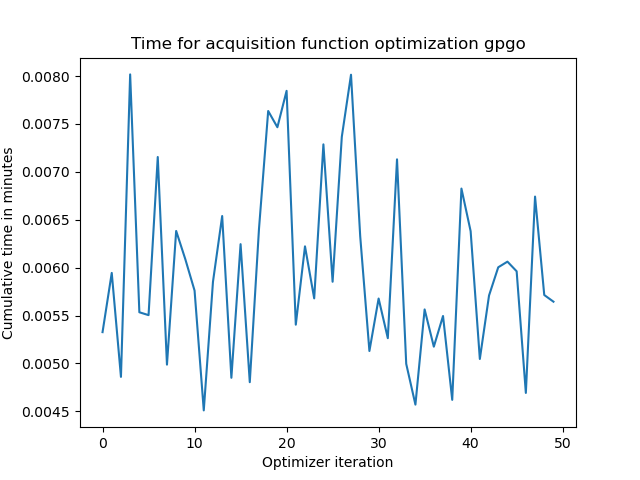 Time for acquisition function optimization gpgo
0.0080
0.0075
0.0070
0.0065
0.0060
0.0055
0.0050
0.0045
Cumulative time in minutes
0 10 20 30 40 50
Optimizer iteration